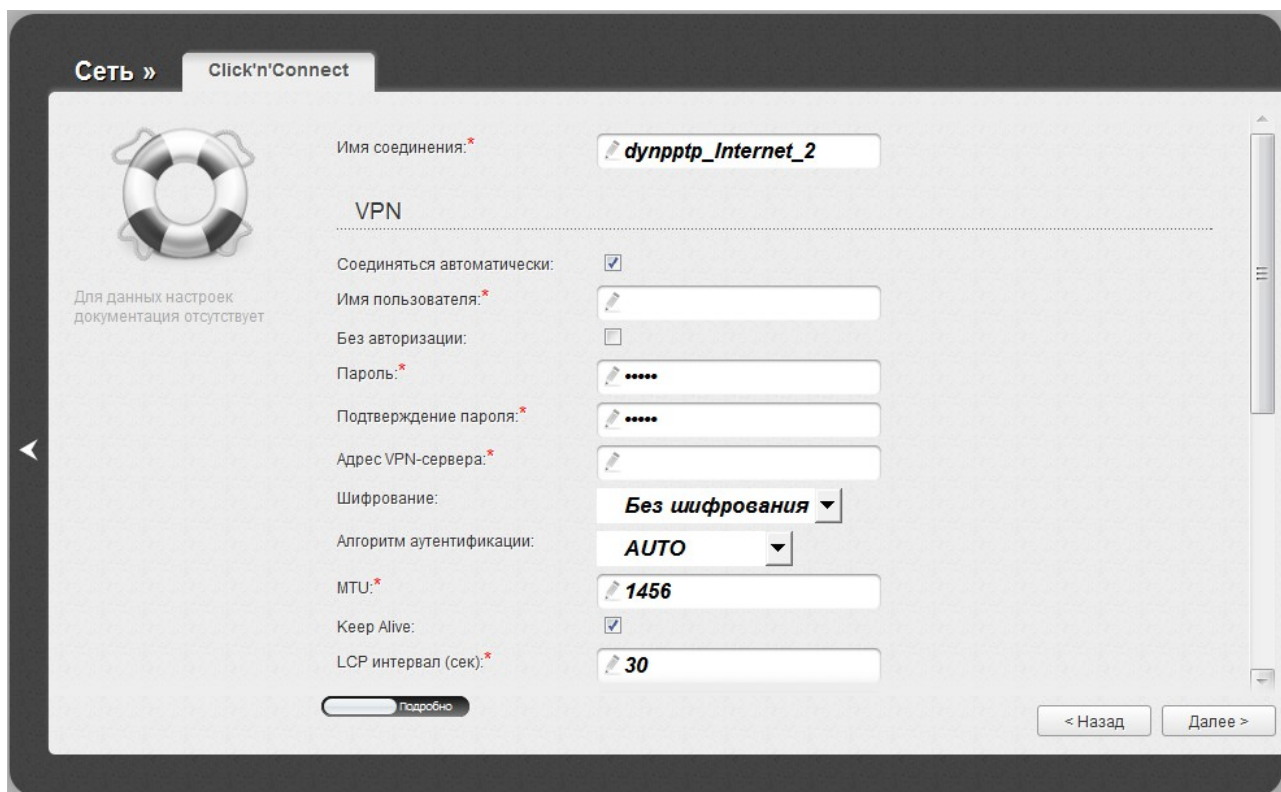 Сеть »
Click'n'Connect
Для данных настроек
документация отсутствует
Имя соединения:* dynpptp_Internet_2
VPN
Соединяться автоматически:
Имя пользователя:*
Без авторизации:
Пароль:* •••••
Подтверждение пароля:* •••••
Адрес VPN-сервера:*
Шифрование: Без шифрования
Алгоритм аутентификации: AUTO
MTU:* 1456
Keep Alive:
LCP интервал (сек):* 30
Подробно
< Назад
Далее >